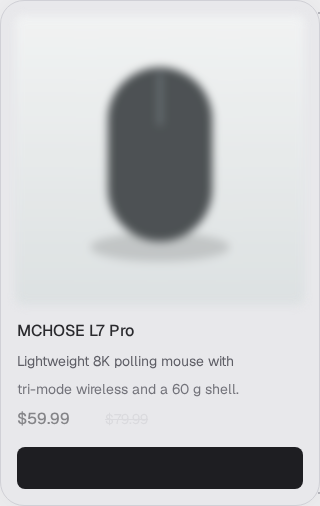 MCHOSE L7 Pro
Lightweight 8K polling mouse with
tri-mode wireless and a 60 g shell.
$59.99 $79.99